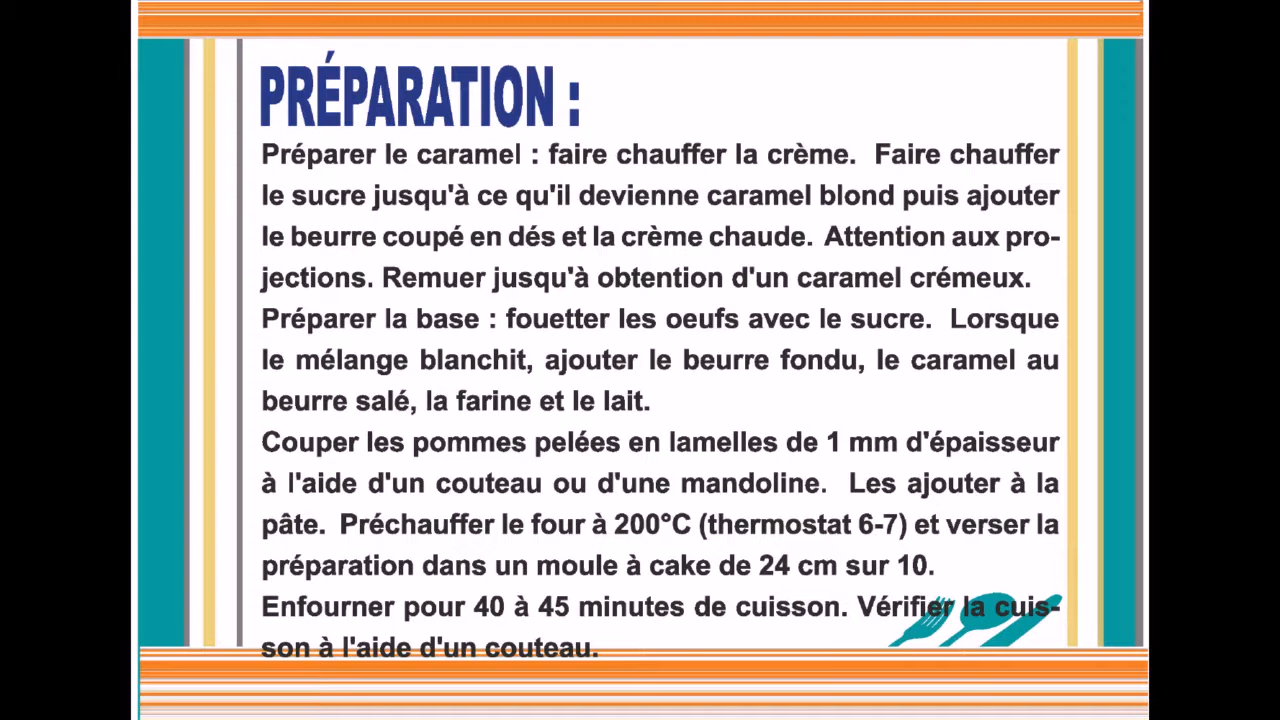 PRÉPARATION :
Préparer le caramel : faire chauffer la crème. Faire chauffer
le sucre jusqu'à ce qu'il devienne caramel blond puis ajouter
le beurre coupé en dés et la crème chaude. Attention aux pro-
jections. Remuer jusqu'à obtention d'un caramel crémeux.
Préparer la base : fouetter les oeufs avec le sucre. Lorsque
le mélange blanchit, ajouter le beurre fondu, le caramel au
beurre salé, la farine et le lait.
Couper les pommes pelées en lamelles de 1 mm d'épaisseur
à l'aide d'un couteau ou d'une mandoline. Les ajouter à la
pâte. Préchauffer le four à 200°C (thermostat 6-7) et verser la
préparation dans un moule à cake de 24 cm sur 10.
Enfourner pour 40 à 45 minutes de cuisson. Vérifier la cuis-
son à l'aide d'un couteau.